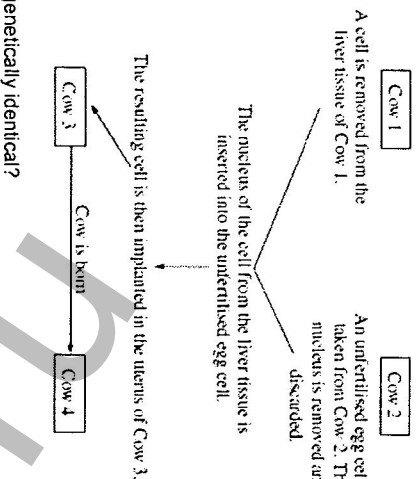 Cow 1
A cell is removed from the
liver tissue of Cow 1.
Cow 2
An unfertilised egg cel
taken from Cow 2. Th
nucleus is removed an
discarded.
The nucleus of the cell from the liver tissue is
inserted into the unfertilised egg cell.
The resulting cell is then implanted in the uterus of Cow 3.
Cow 3
Cow is born
Cow 4
genetically identical?